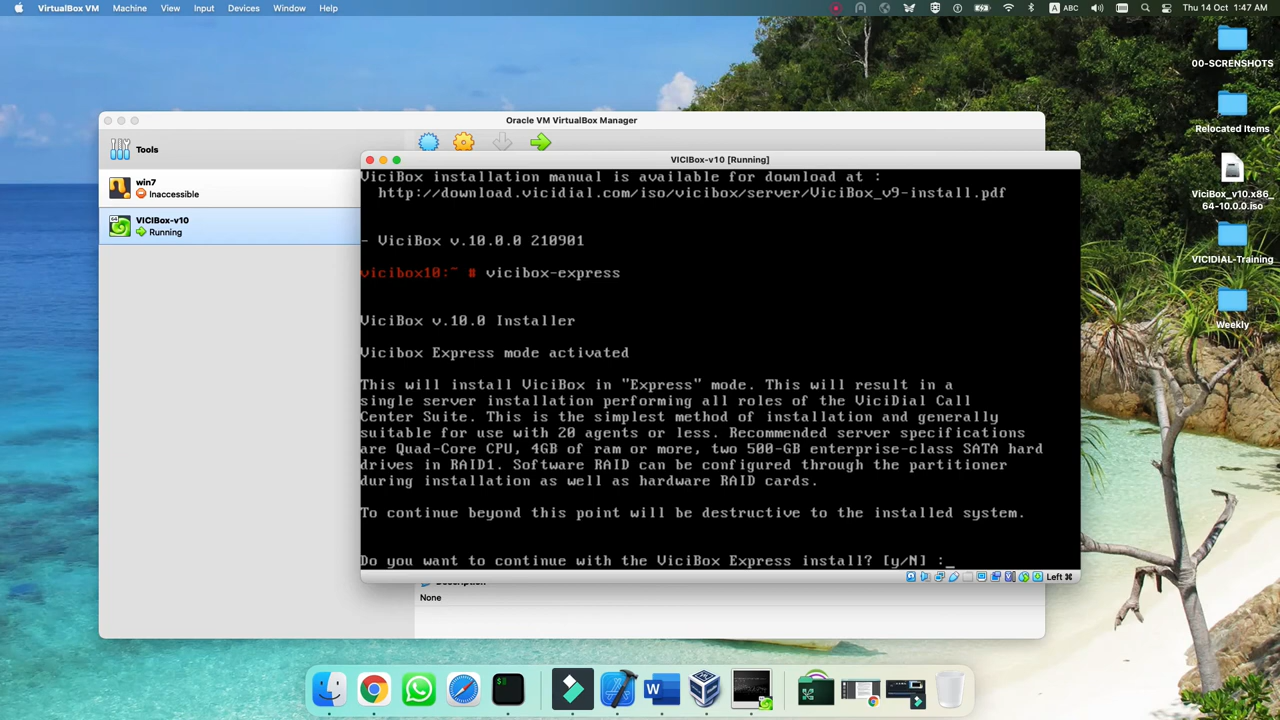 VirtualBox VM Machine View Input Devices Window Help
ABC
Thu 14 Oct 1:47 AM
00-SCRENSHOTS
Relocated Items
ViciBox_v10.x86_
64-10.0.0.iso
VICIDIAL-Training
Weekly
Oracle VM VirtualBox Manager
Tools
win7
Inaccessible
VICIBox-v10
Running
VICIBox-v10 [Running]
ViciBox installation manual is available for download at :
http://download.vicidial.com/iso/vicibox/server/ViciBox_v9-install.pdf
- ViciBox v.10.0.0 210901
vicibox10:~ # vicibox-express
ViciBox v.10.0 Installer
Vicibox Express mode activated
This will install ViciBox in "Express" mode. This will result in a
single server installation performing all roles of the ViciDial Call
Center Suite. This is the simplest method of installation and generally
suitable for use with 20 agents or less. Recommended server specifications
are Quad-Core CPU, 4GB of ram or more, two 500-GB enterprise-class SATA hard
drives in RAID1. Software RAID can be configured through the partitioner
during installation as well as hardware RAID cards.
To continue beyond this point will be destructive to the installed system.
Do you want to continue with the ViciBox Express install? [y/N] :_
Left ⌘
None